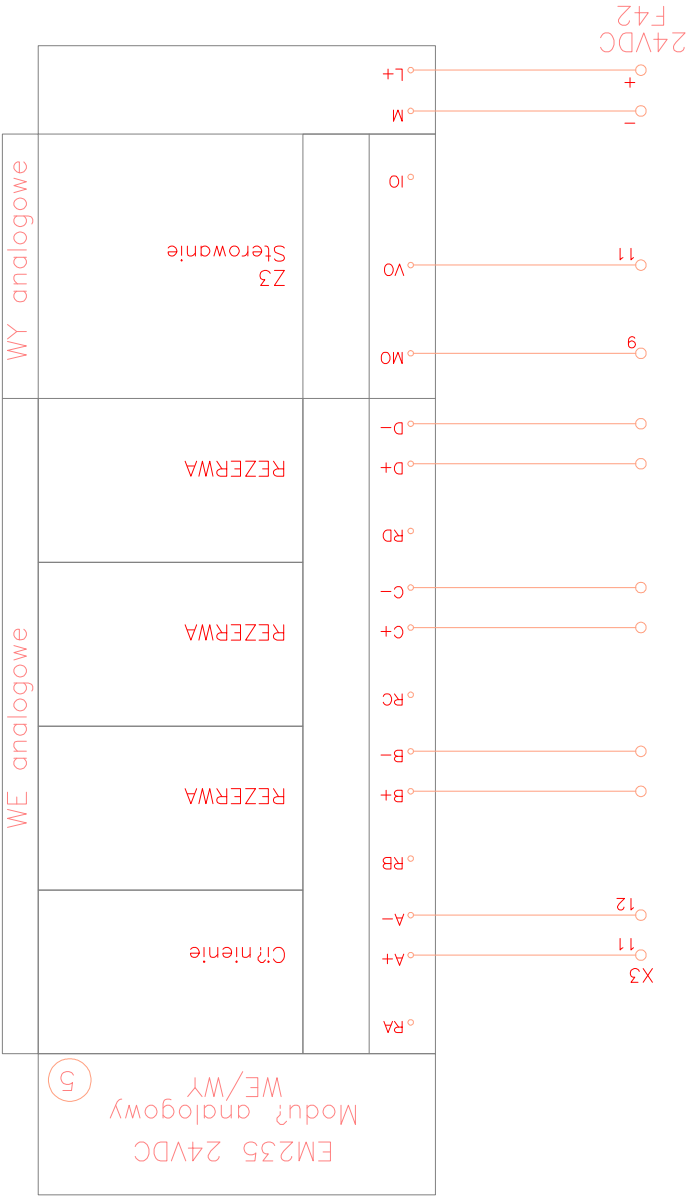 EM235 24VDC
Modu? analogowy
WE/WY
5
RA
X3
11
A+
Ci?nienie
12
A-
RB
B+
B-
REZERWA
RC
C+
C-
REZERWA
RD
D+
D-
REZERWA
WE analogowe
9
MO
11
VO
Z3
Sterowanie
IO
WY analogowe
-
M
+
L+
24VDC
F42